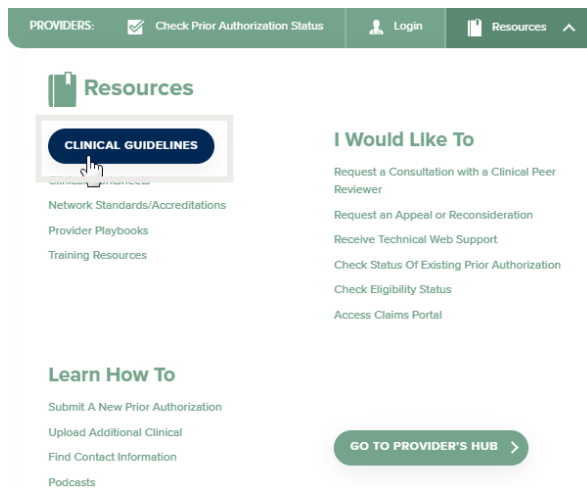 PROVIDERS:
Check Prior Authorization Status
Login
Resources
Resources
CLINICAL GUIDELINES
Clinical Worksheets
Network Standards/Accreditations
Provider Playbooks
Training Resources
I Would Like To
Request a Consultation with a Clinical Peer
Reviewer
Request an Appeal or Reconsideration
Receive Technical Web Support
Check Status Of Existing Prior Authorization
Check Eligibility Status
Access Claims Portal
Learn How To
Submit A New Prior Authorization
Upload Additional Clinical
Find Contact Information
Podcasts
GO TO PROVIDER'S HUB